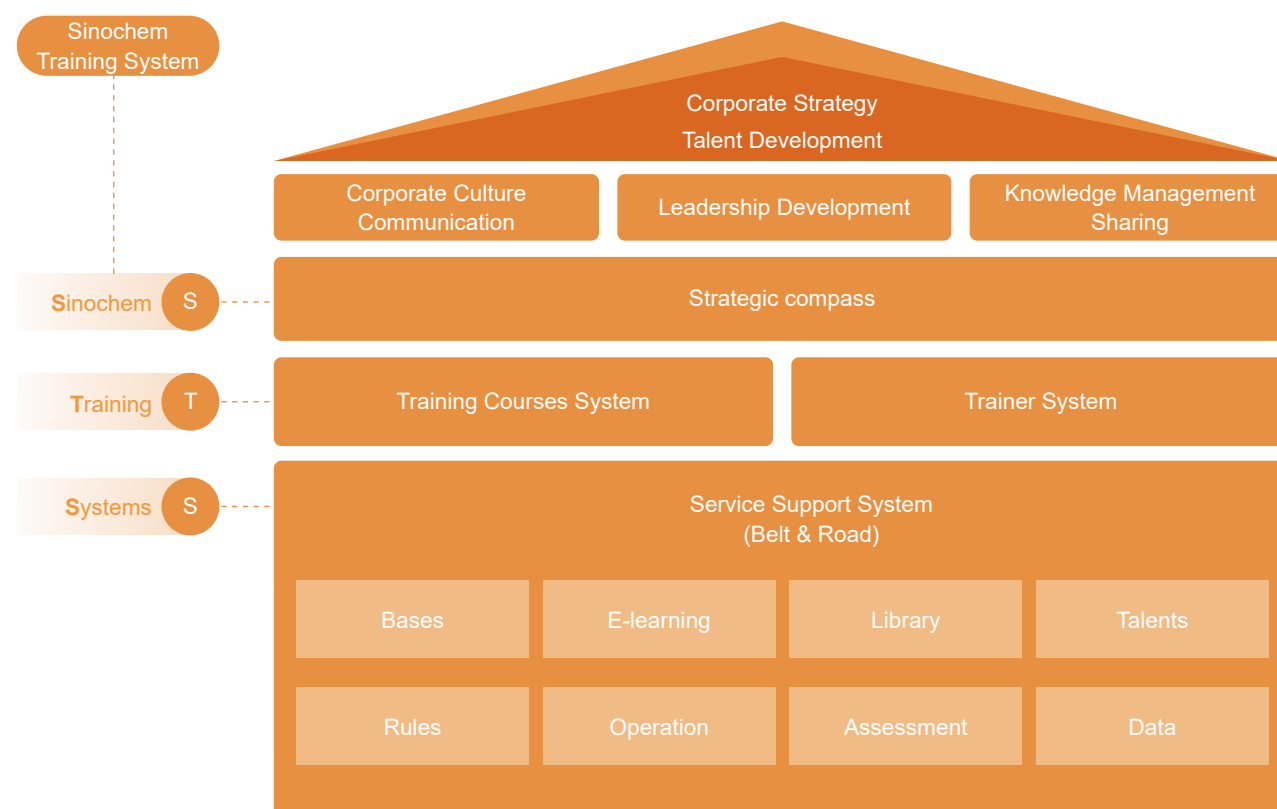 Sinochem
Training System
Corporate Strategy
Talent Development
Corporate Culture
Communication
Leadership Development
Knowledge Management
Sharing
Sinochem
S
Strategic compass
Training
T
Training Courses System
Trainer System
Systems
S
Service Support System
(Belt & Road)
Bases
E-learning
Library
Talents
Rules
Operation
Assessment
Data